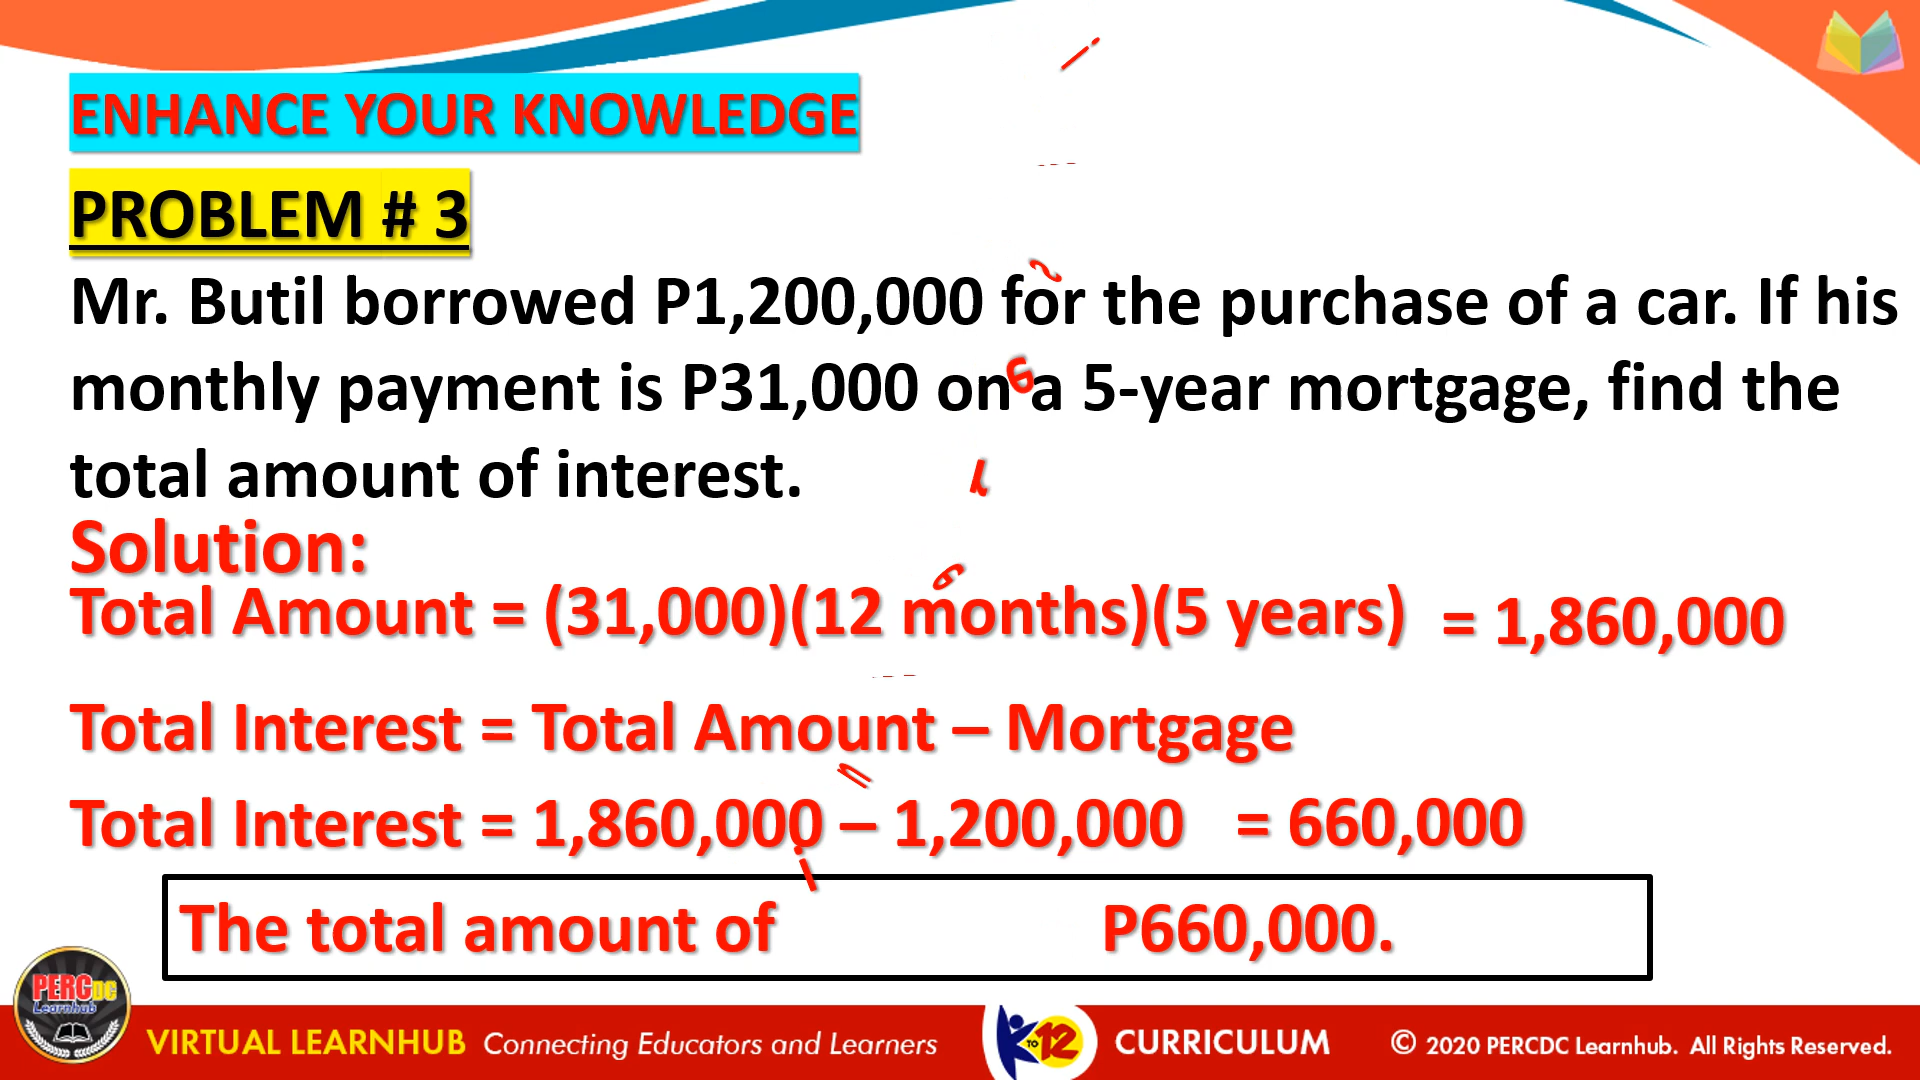 ENHANCE YOUR KNOWLEDGE
PROBLEM # 3
Mr. Butil borrowed P1,200,000 for the purchase of a car. If his
monthly payment is P31,000 on a 5-year mortgage, find the
total amount of interest.
Solution:
Total Amount = (31,000)(12 months)(5 years) = 1,860,000
Total Interest = Total Amount – Mortgage
Total Interest = 1,860,000 – 1,200,000 = 660,000
The total amount of P660,000.
PERCDC
Learnhub
VIRTUAL LEARNHUB Connecting Educators and Learners
K TO 12 CURRICULUM
© 2020 PERCDC Learnhub. All Rights Reserved.